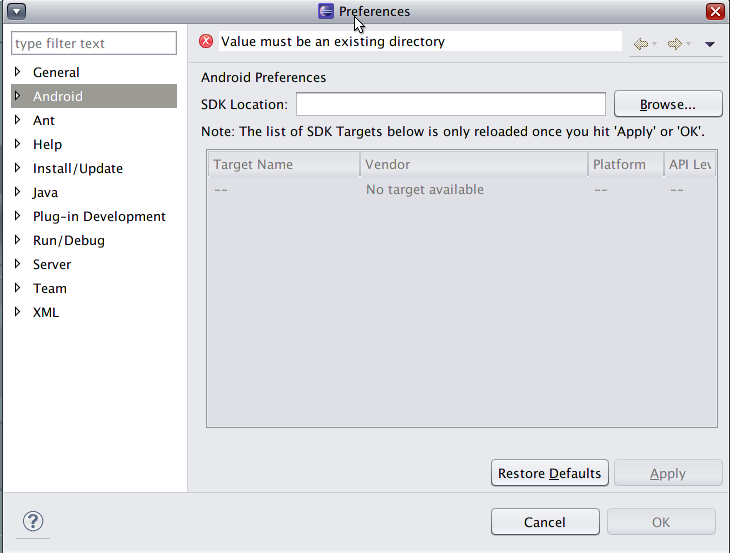 Preferences
type filter text
Value must be an existing directory
General
Android
Ant
Help
Install/Update
Java
Plug-in Development
Run/Debug
Server
Team
XML
Android Preferences
SDK Location:
Browse...
Note: The list of SDK Targets below is only reloaded once you hit 'Apply' or 'OK'.
Target Name Vendor Platform API Lev
-- No target available -- --
Restore Defaults Apply
? Cancel OK